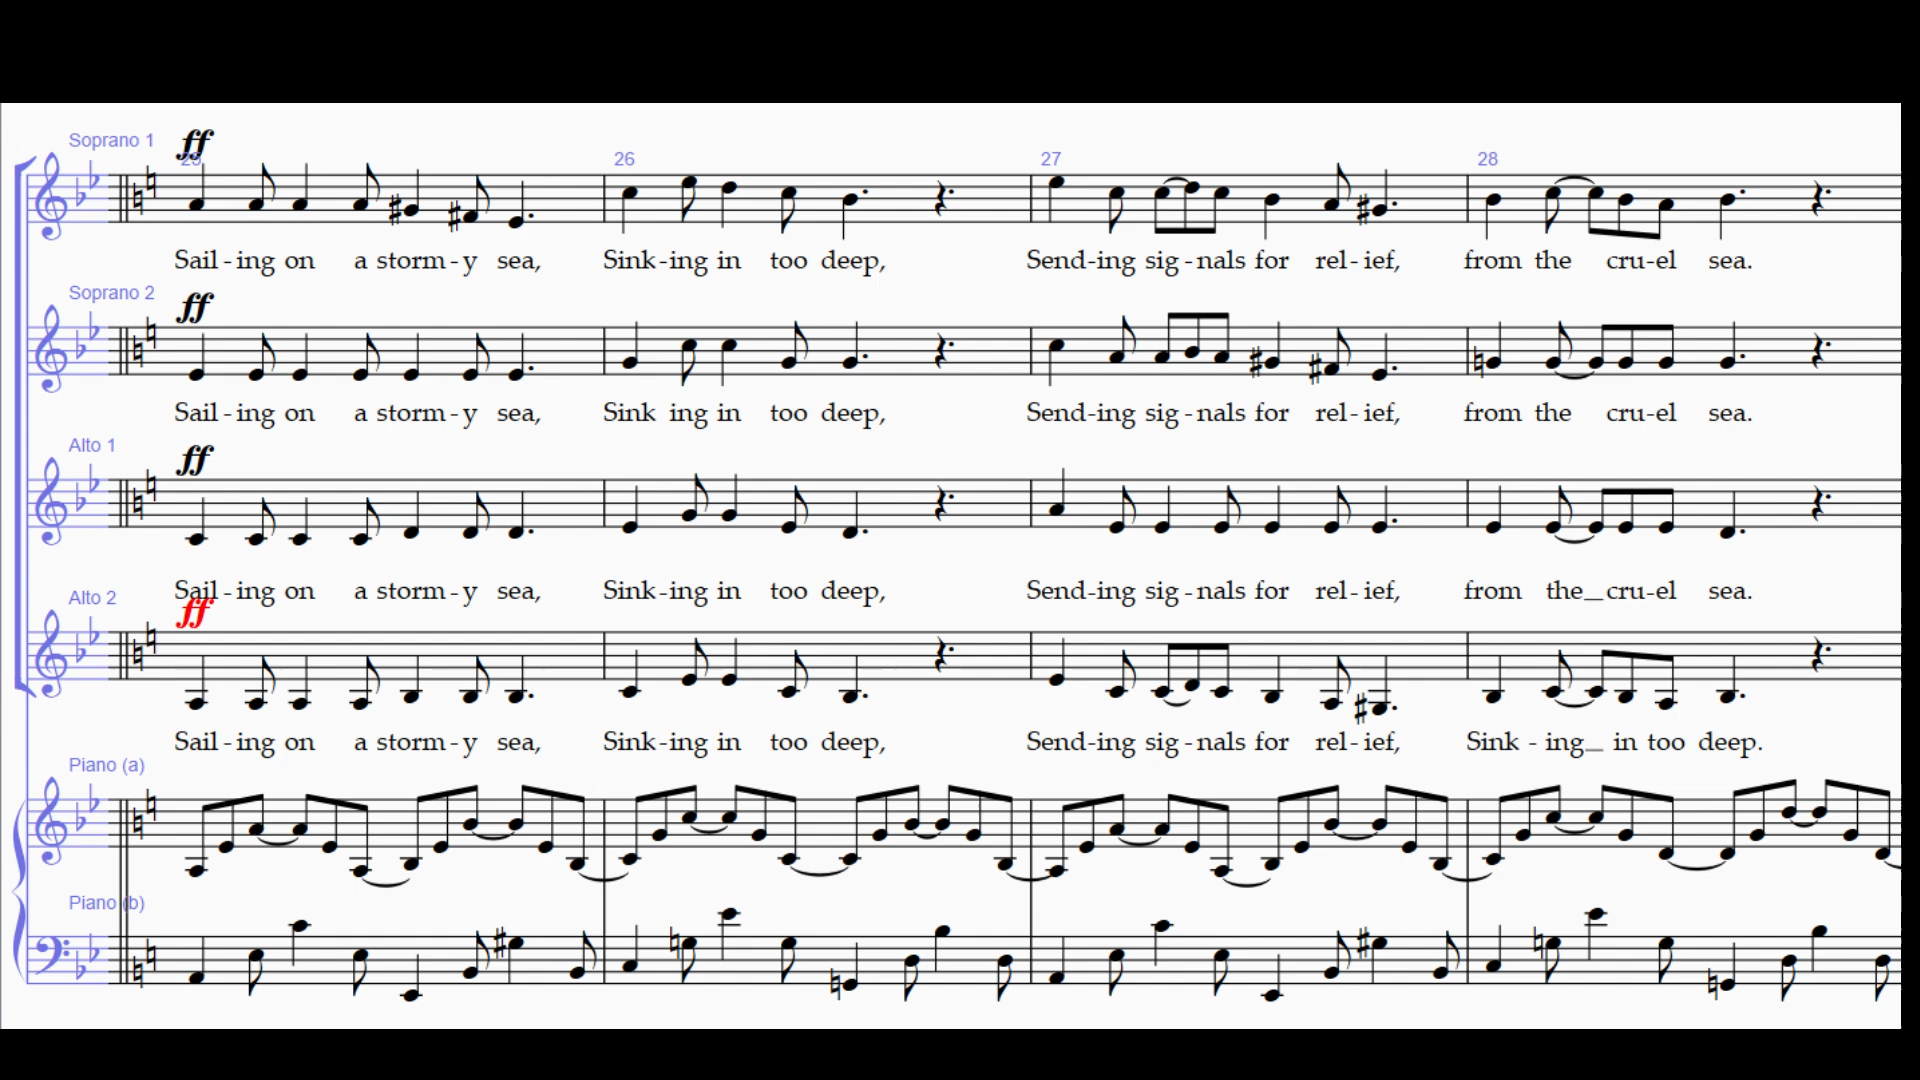 Soprano 1
ff
25 26 27 28
Sail - ing on a storm - y sea, Sink - ing in too deep, Send - ing sig - nals for rel - ief, from the cru - el sea.
Soprano 2
ff
Sail - ing on a storm - y sea, Sink ing in too deep, Send - ing sig - nals for rel - ief, from the cru - el sea.
Alto 1
ff
Sail - ing on a storm - y sea, Sink - ing in too deep, Send - ing sig - nals for rel - ief, from the_cru - el sea.
Alto 2
ff
Sail - ing on a storm - y sea, Sink - ing in too deep, Send - ing sig - nals for rel - ief, Sink - ing_ in too deep.
Piano (a)
Piano (b)